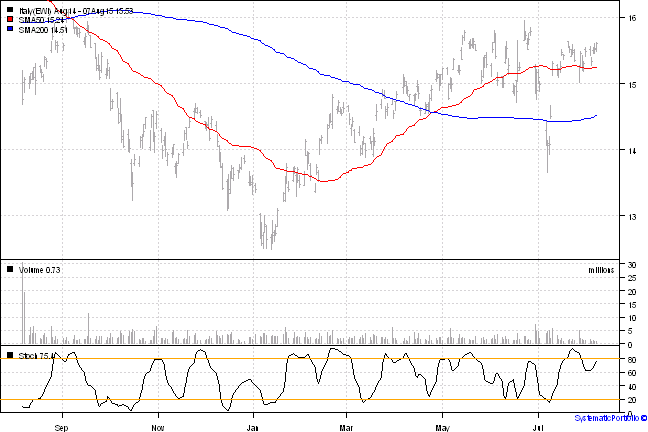 Italy(EWI) Aug14 - 07Aug15 15.53
SMA50 15.24
SMA200 14.51
16
15
14
13
Volume 0.73
millions
30
25
20
15
10
5
0
Stoch 75.
80
60
40
20
0
Sep
Nov
Jan
Mar
May
Jul
SystematicPortfolio ©